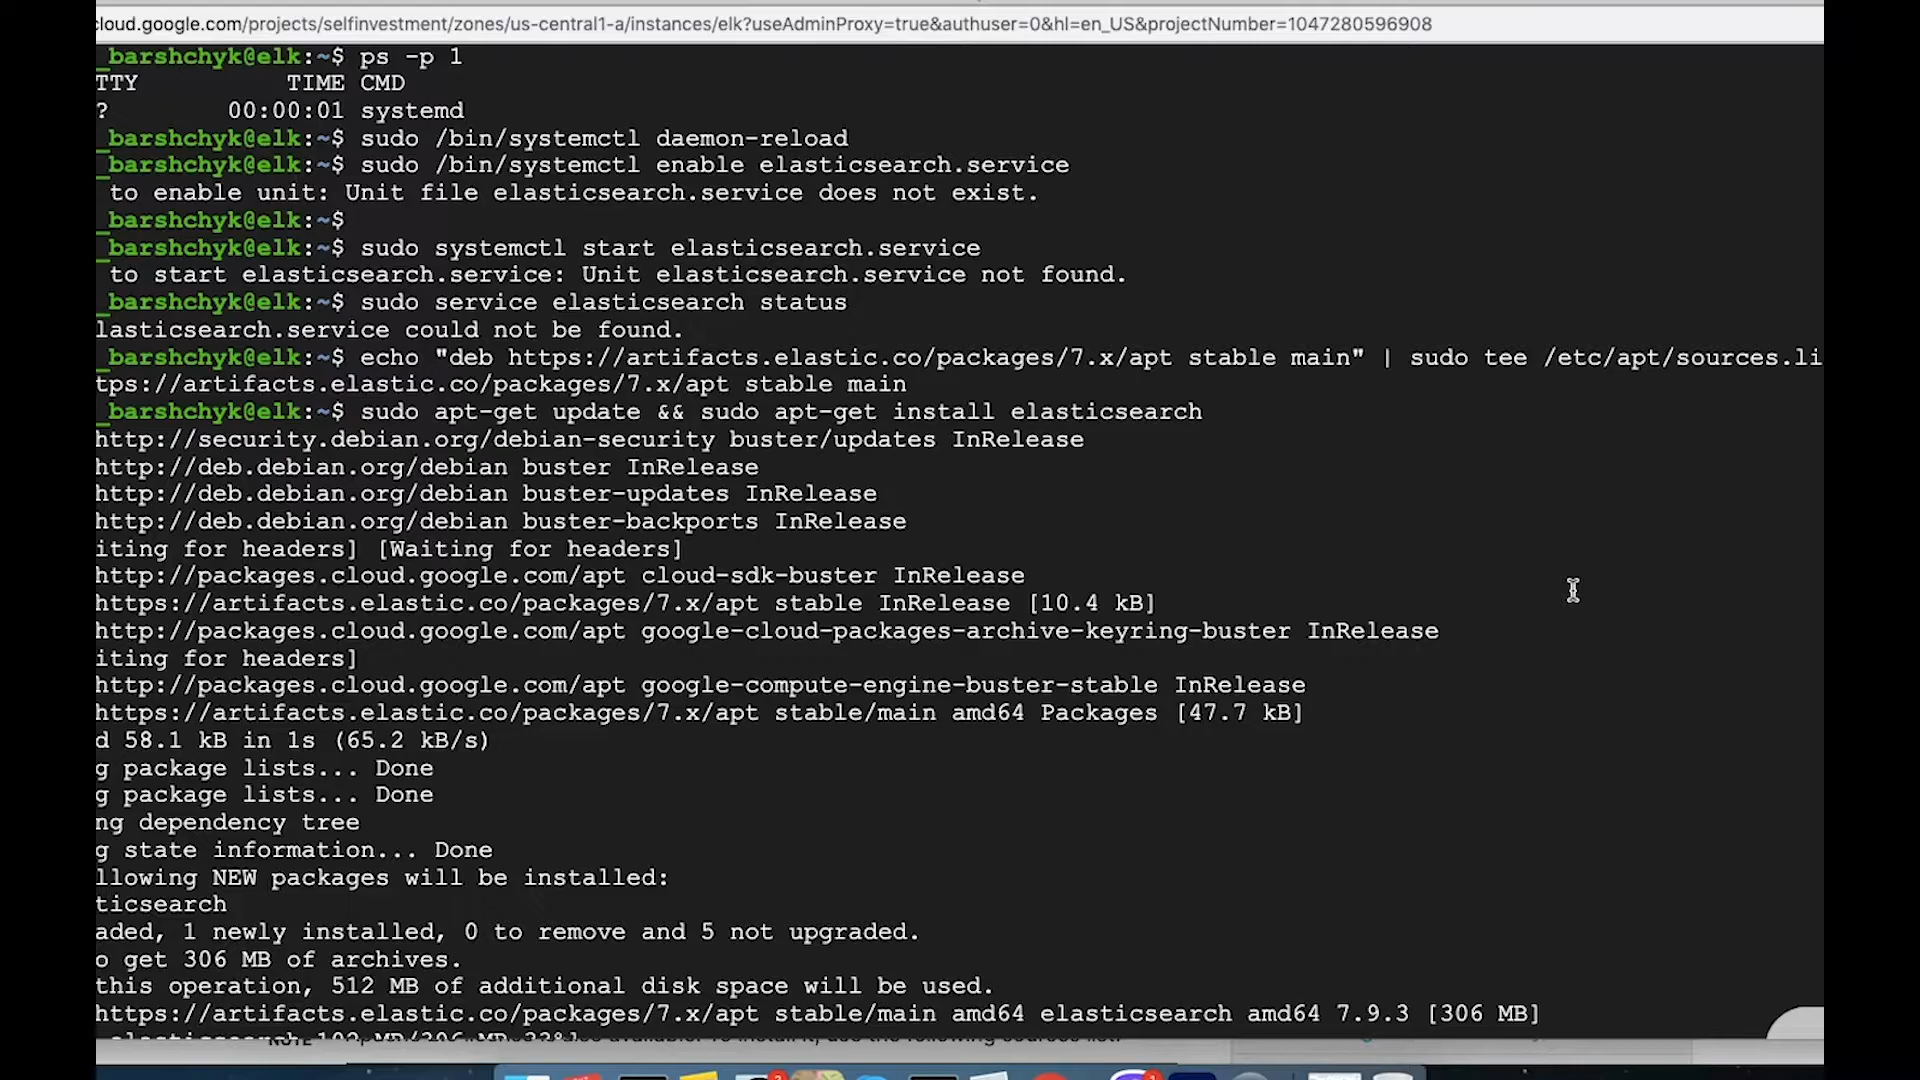 cloud.google.com/projects/selfinvestment/zones/us-central1-a/instances/elk?useAdminProxy=true&authuser=0&hl=en_US&projectNumber=1047280596908
_barshchyk@elk:~$ ps -p 1
TTY TIME CMD
? 00:00:01 systemd
_barshchyk@elk:~$ sudo /bin/systemctl daemon-reload
_barshchyk@elk:~$ sudo /bin/systemctl enable elasticsearch.service
to enable unit: Unit file elasticsearch.service does not exist.
_barshchyk@elk:~$
_barshchyk@elk:~$ sudo systemctl start elasticsearch.service
to start elasticsearch.service: Unit elasticsearch.service not found.
_barshchyk@elk:~$ sudo service elasticsearch status
lasticsearch.service could not be found.
_barshchyk@elk:~$ echo "deb https://artifacts.elastic.co/packages/7.x/apt stable main" | sudo tee /etc/apt/sources.li
tps://artifacts.elastic.co/packages/7.x/apt stable main
_barshchyk@elk:~$ sudo apt-get update && sudo apt-get install elasticsearch
http://security.debian.org/debian-security buster/updates InRelease
http://deb.debian.org/debian buster InRelease
http://deb.debian.org/debian buster-updates InRelease
http://deb.debian.org/debian buster-backports InRelease
iting for headers] [Waiting for headers]
http://packages.cloud.google.com/apt cloud-sdk-buster InRelease
https://artifacts.elastic.co/packages/7.x/apt stable InRelease [10.4 kB]
http://packages.cloud.google.com/apt google-cloud-packages-archive-keyring-buster InRelease
iting for headers]
http://packages.cloud.google.com/apt google-compute-engine-buster-stable InRelease
https://artifacts.elastic.co/packages/7.x/apt stable/main amd64 Packages [47.7 kB]
d 58.1 kB in 1s (65.2 kB/s)
g package lists... Done
g package lists... Done
ng dependency tree
g state information... Done
llowing NEW packages will be installed:
ticsearch
aded, 1 newly installed, 0 to remove and 5 not upgraded.
o get 306 MB of archives.
this operation, 512 MB of additional disk space will be used.
https://artifacts.elastic.co/packages/7.x/apt stable/main amd64 elasticsearch amd64 7.9.3 [306 MB]